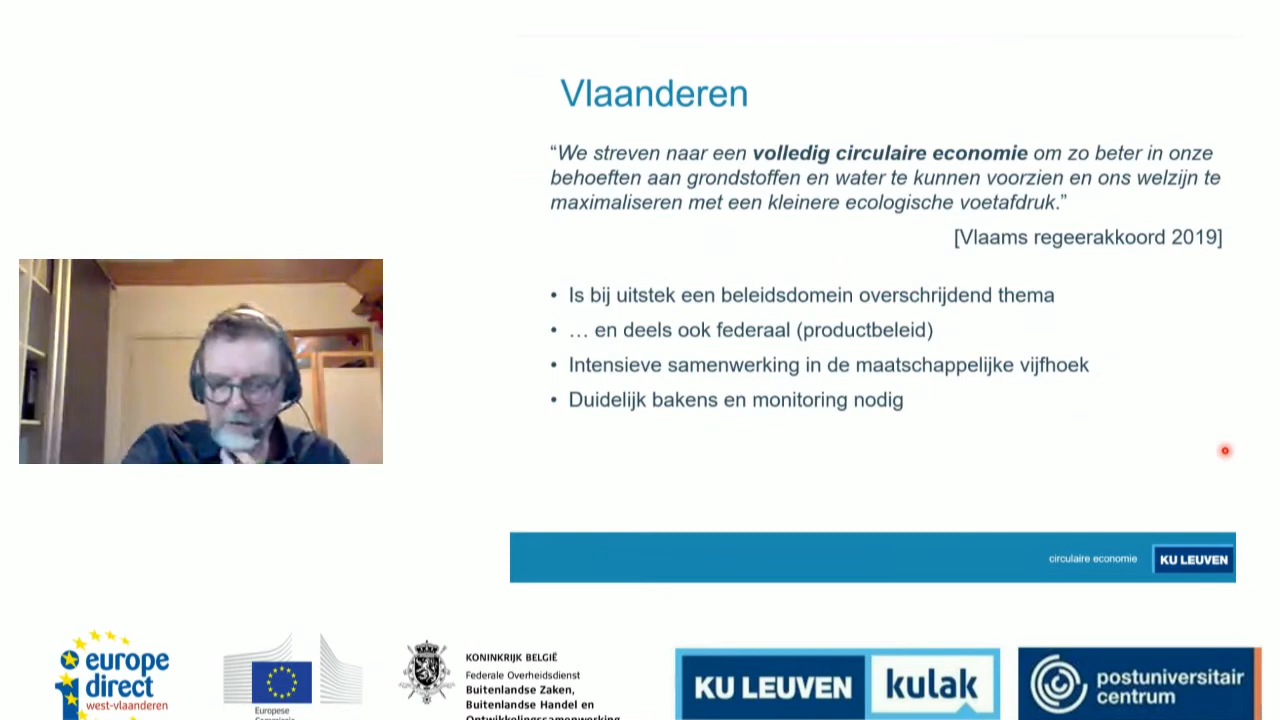 Vlaanderen
“We streven naar een volledig circulaire economie om zo beter in onze
behoeften aan grondstoffen en water te kunnen voorzien en ons welzijn te
maximaliseren met een kleinere ecologische voetafdruk.”
[Vlaams regeerakkoord 2019]
• Is bij uitstek een beleidsdomein overschrijdend thema
• … en deels ook federaal (productbeleid)
• Intensieve samenwerking in de maatschappelijke vijfhoek
• Duidelijk bakens en monitoring nodig
circulaire economie
KU LEUVEN
europe
direct
west-vlaanderen
Europese
Commissie
KONINKRIJK BELGIË
Federale Overheidsdienst
Buitenlandse Zaken,
Buitenlandse Handel en
Ontwikkelingssamenwerking
KU LEUVEN
kulak
postuniversitair
centrum